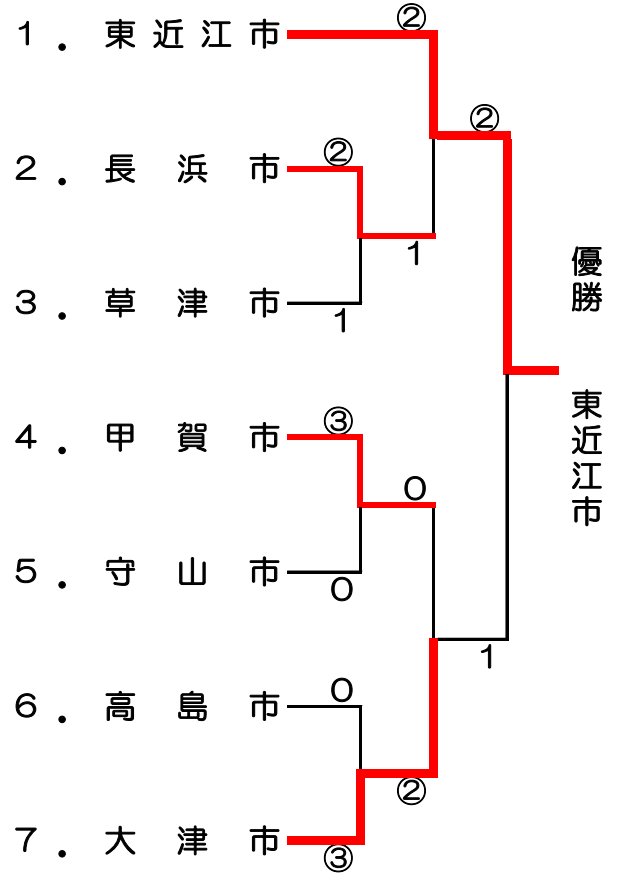 ②
1. 東近江市
②
②
2. 長浜市
1
優勝
3. 草津市
1
東近江市
③
4. 甲賀市
0
5. 守山市
0
1
0
6. 高島市
②
7. 大津市
③